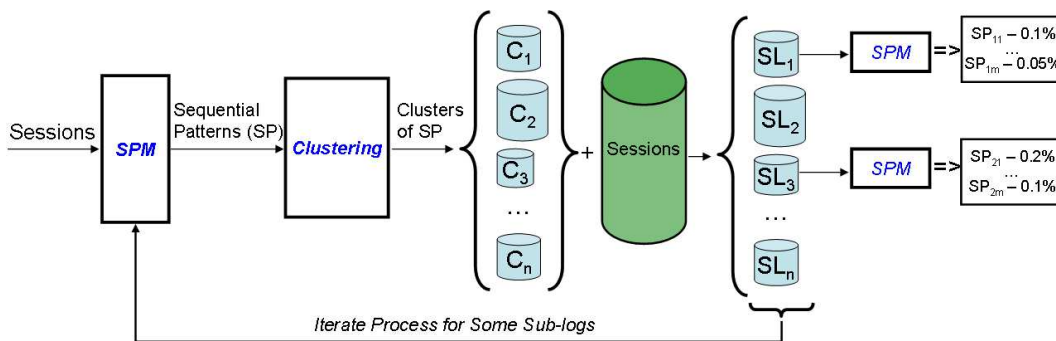 Sessions
SPM
Sequential
Patterns (SP)
Clustering
Clusters
of SP
C1
C2
C3
...
Cn
+
Sessions
SL1
SL2
SL3
...
SLn
SPM
=>
SP11 – 0.1%
...
SP1m – 0.05%
SPM
=>
SP21 – 0.2%
...
SP2m – 0.1%
Iterate Process for Some Sub-logs